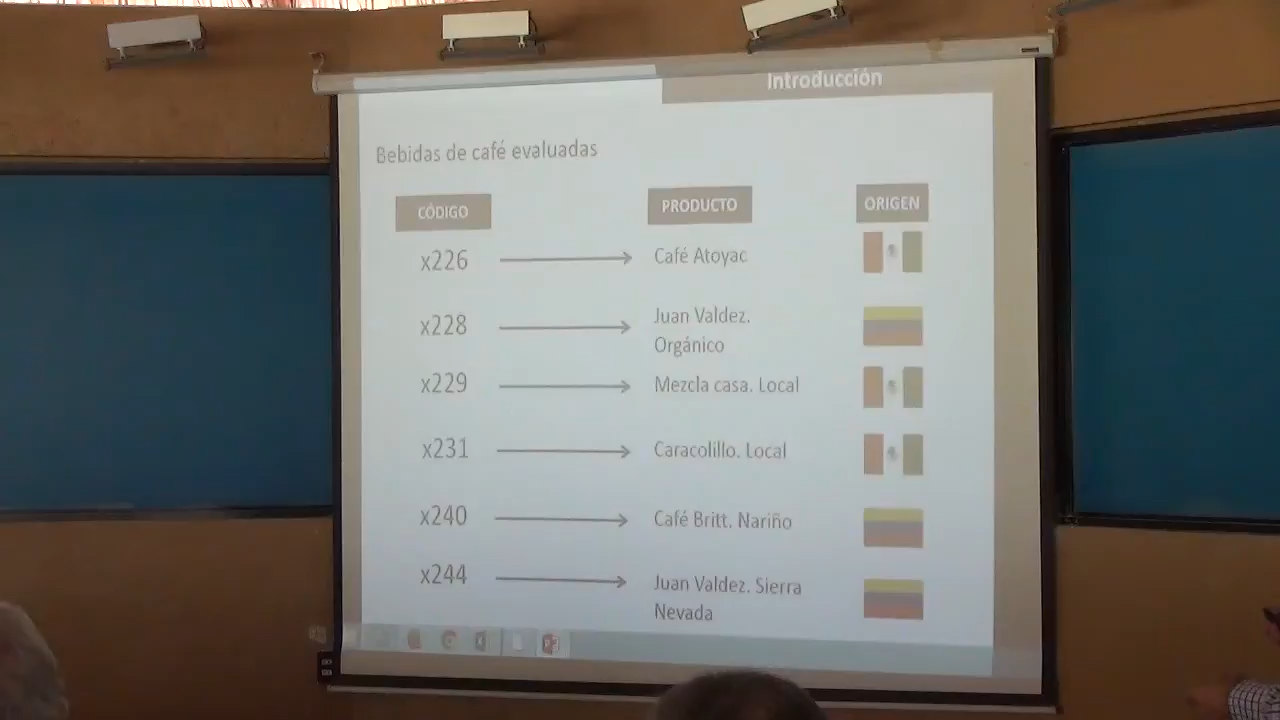 Introducción
Bebidas de café evaluadas
CÓDIGO PRODUCTO ORIGEN
x226 Café Atoyac
x228 Juan Valdez.
Orgánico
x229 Mezcla casa. Local
x231 Caracolillo. Local
x240 Café Britt. Nariño
x244 Juan Valdez. Sierra
Nevada